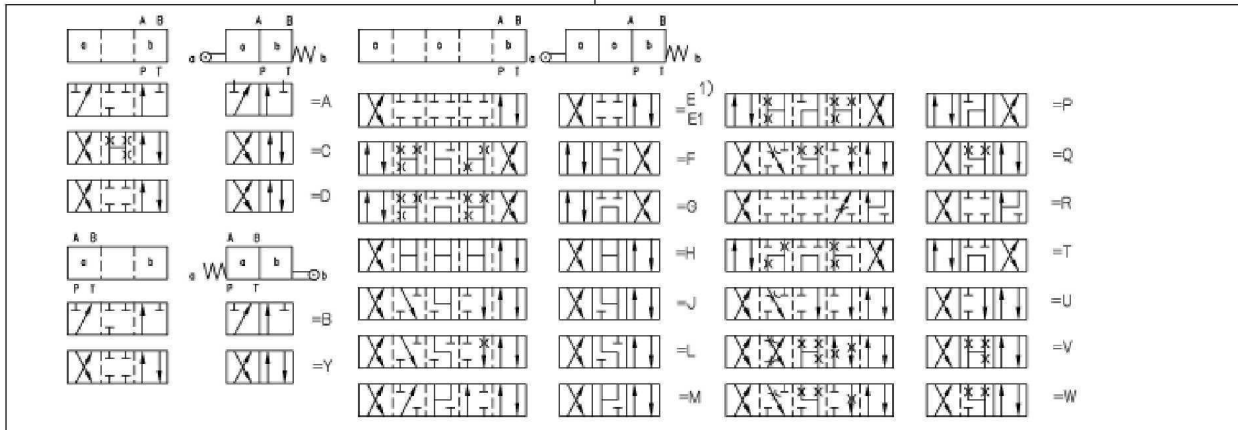 A B
a b
P T
A B
a a b b
P T
A B
a o b
P T
A B
a a o b b
P T
=A
=C
=D
A B
a b
P T
A B
a a b b
P T
=B
=Y
=E 1)
E1
=F
=G
=H
=J
=L
=M
=P
=Q
=R
=T
=U
=V
=W